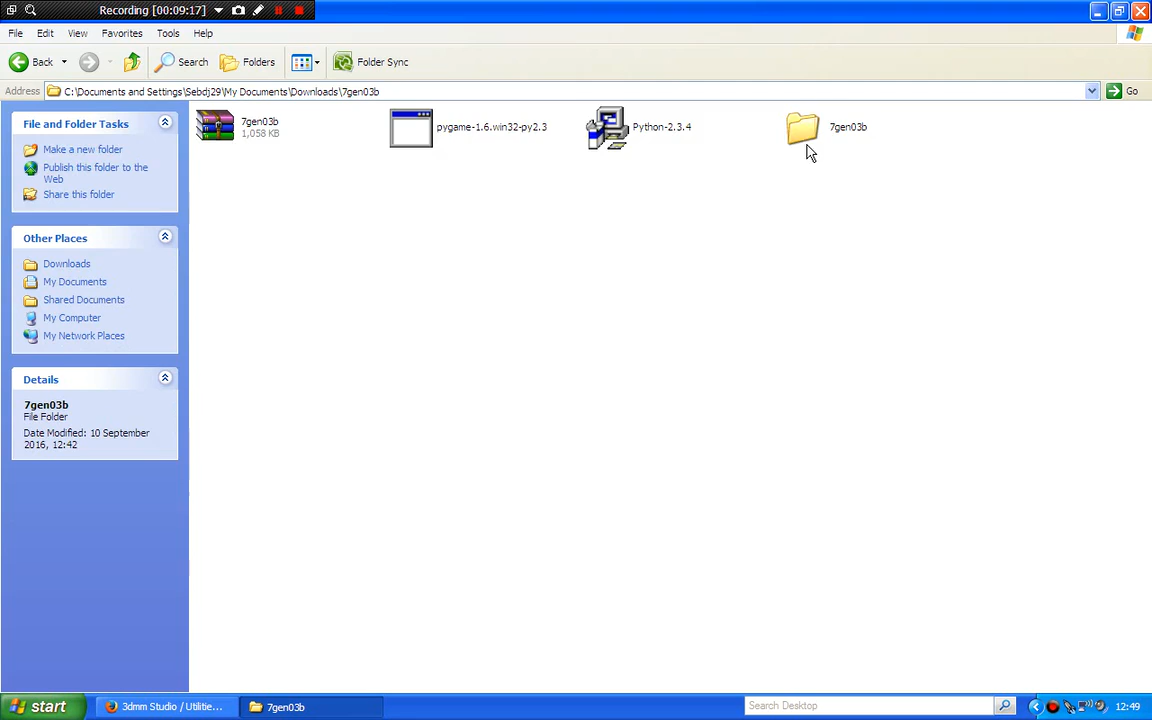 Recording [00:09:17]
File Edit View Favorites Tools Help
Back Search Folders Folder Sync
Address C:\Documents and Settings\Sebdj29\My Documents\Downloads\7gen03b Go
File and Folder Tasks
Make a new folder
Publish this folder to the
Web
Share this folder
Other Places
Downloads
My Documents
Shared Documents
My Computer
My Network Places
Details
7gen03b
File Folder
Date Modified: 10 September
2016, 12:42
7gen03b
1,058 KB
pygame-1.6.win32-py2.3
Python-2.3.4
7gen03b
start 3dmm Studio / Utilitie... 7gen03b Search Desktop 12:49